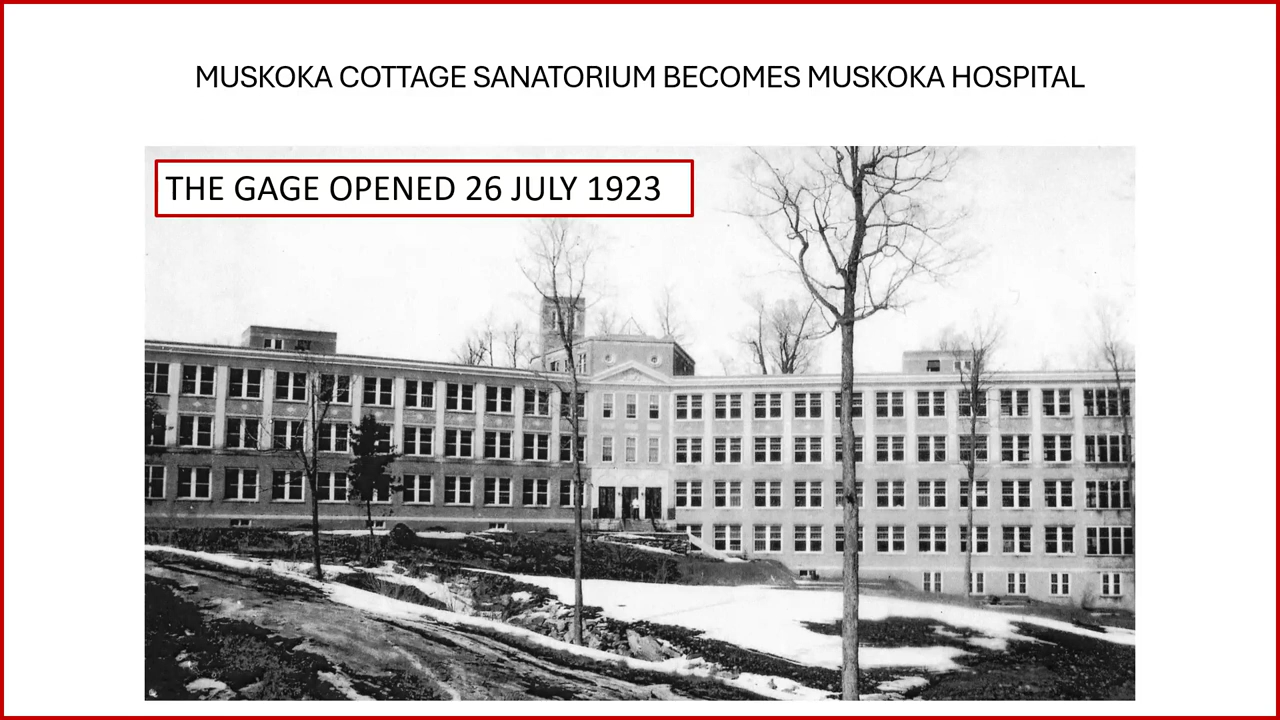 MUSKOKA COTTAGE SANATORIUM BECOMES MUSKOKA HOSPITAL
THE GAGE OPENED 26 JULY 1923